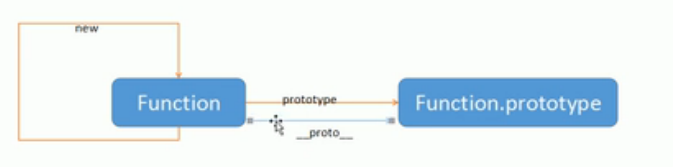 new
Function
prototype
Function.prototype
__proto__